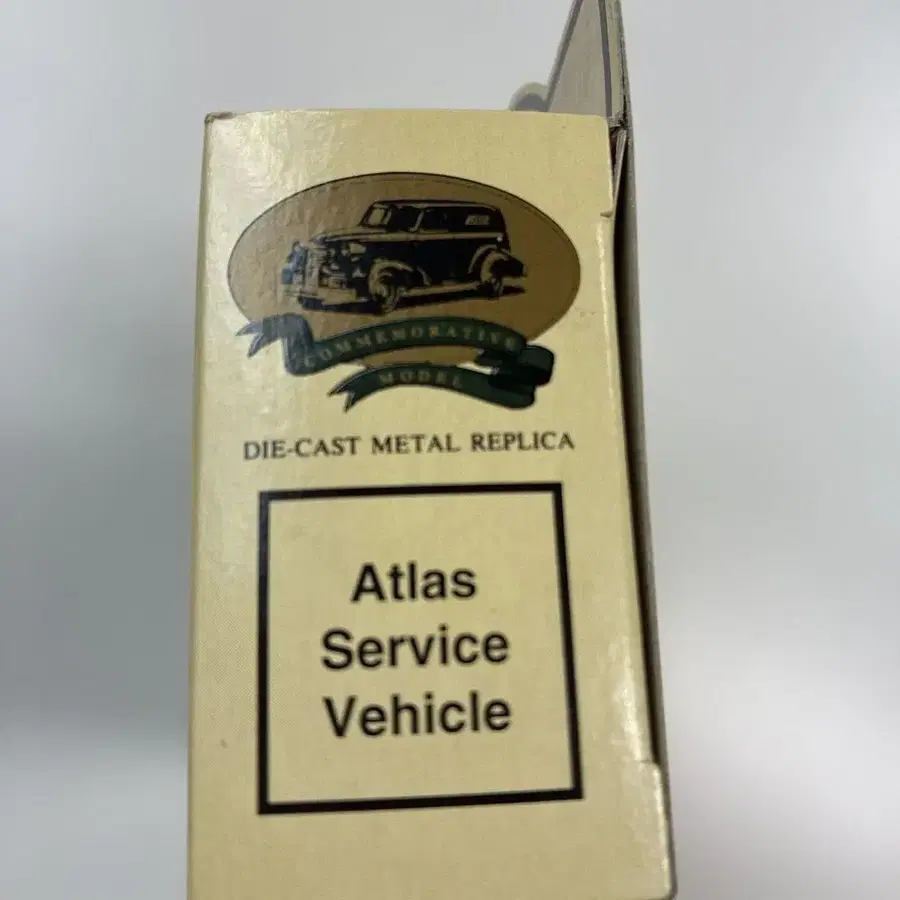 COMMEMORATIVE
MODEL
DIE-CAST METAL REPLICA
Atlas
Service
Vehicle